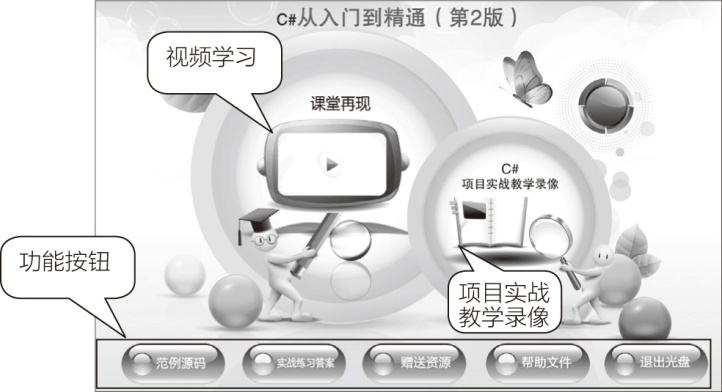 C#从入门到精通（第2版）
视频学习
课堂再现
C#
项目实战教学录像
功能按钮
项目实战
教学录像
范例源码
实战练习答案
赠送资源
帮助文件
退出光盘